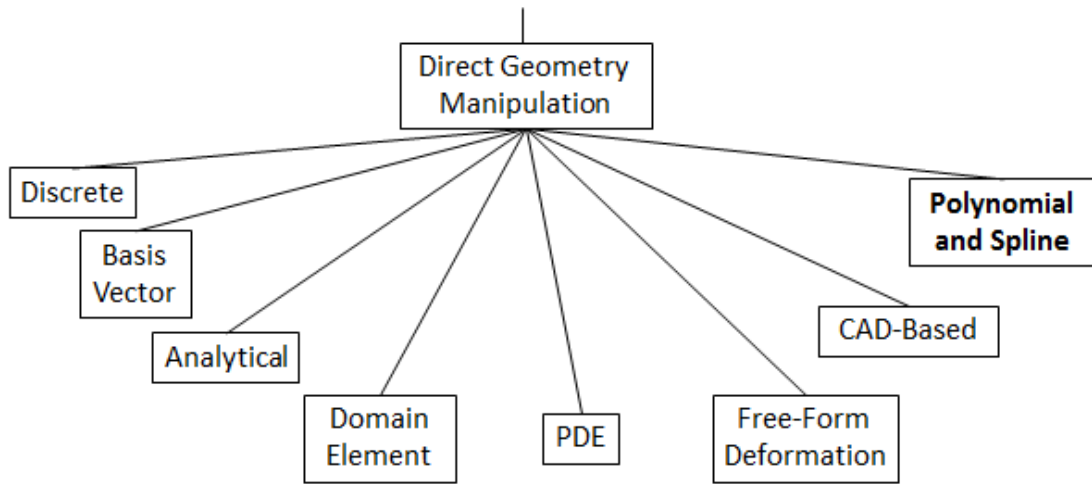 Direct Geometry
Manipulation
Discrete
Polynomial
and Spline
Basis
Vector
CAD-Based
Analytical
Domain
Element
PDE
Free-Form
Deformation